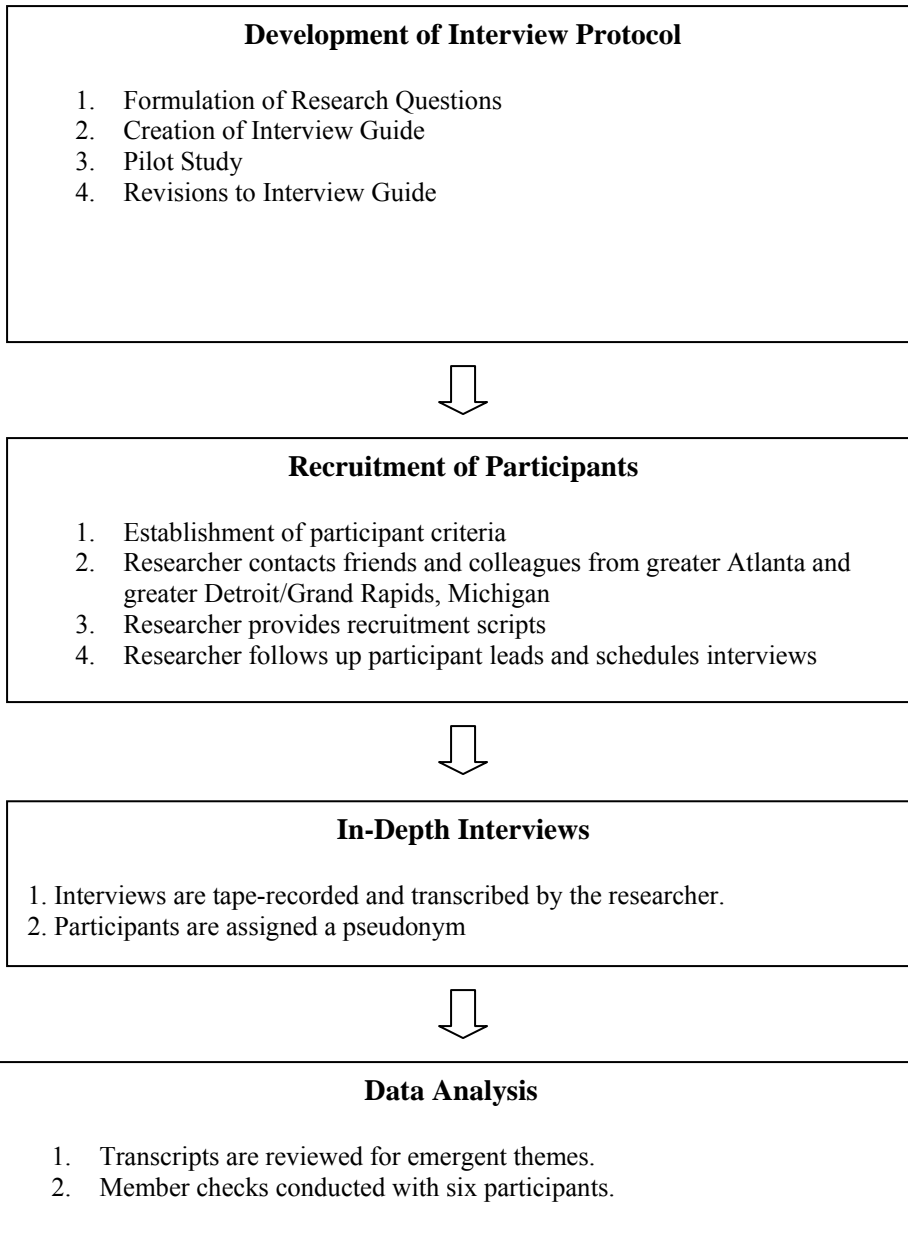 Development of Interview Protocol
1. Formulation of Research Questions
2. Creation of Interview Guide
3. Pilot Study
4. Revisions to Interview Guide
Recruitment of Participants
1. Establishment of participant criteria
2. Researcher contacts friends and colleagues from greater Atlanta and
greater Detroit/Grand Rapids, Michigan
3. Researcher provides recruitment scripts
4. Researcher follows up participant leads and schedules interviews
In-Depth Interviews
1. Interviews are tape-recorded and transcribed by the researcher.
2. Participants are assigned a pseudonym
Data Analysis
1. Transcripts are reviewed for emergent themes.
2. Member checks conducted with six participants.